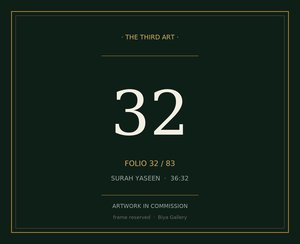 · THE THIRD ART ·
32
FOLIO 32 / 83
SURAH YASEEN · 36:32
ARTWORK IN COMMISSION
frame reserved · Biya Gallery